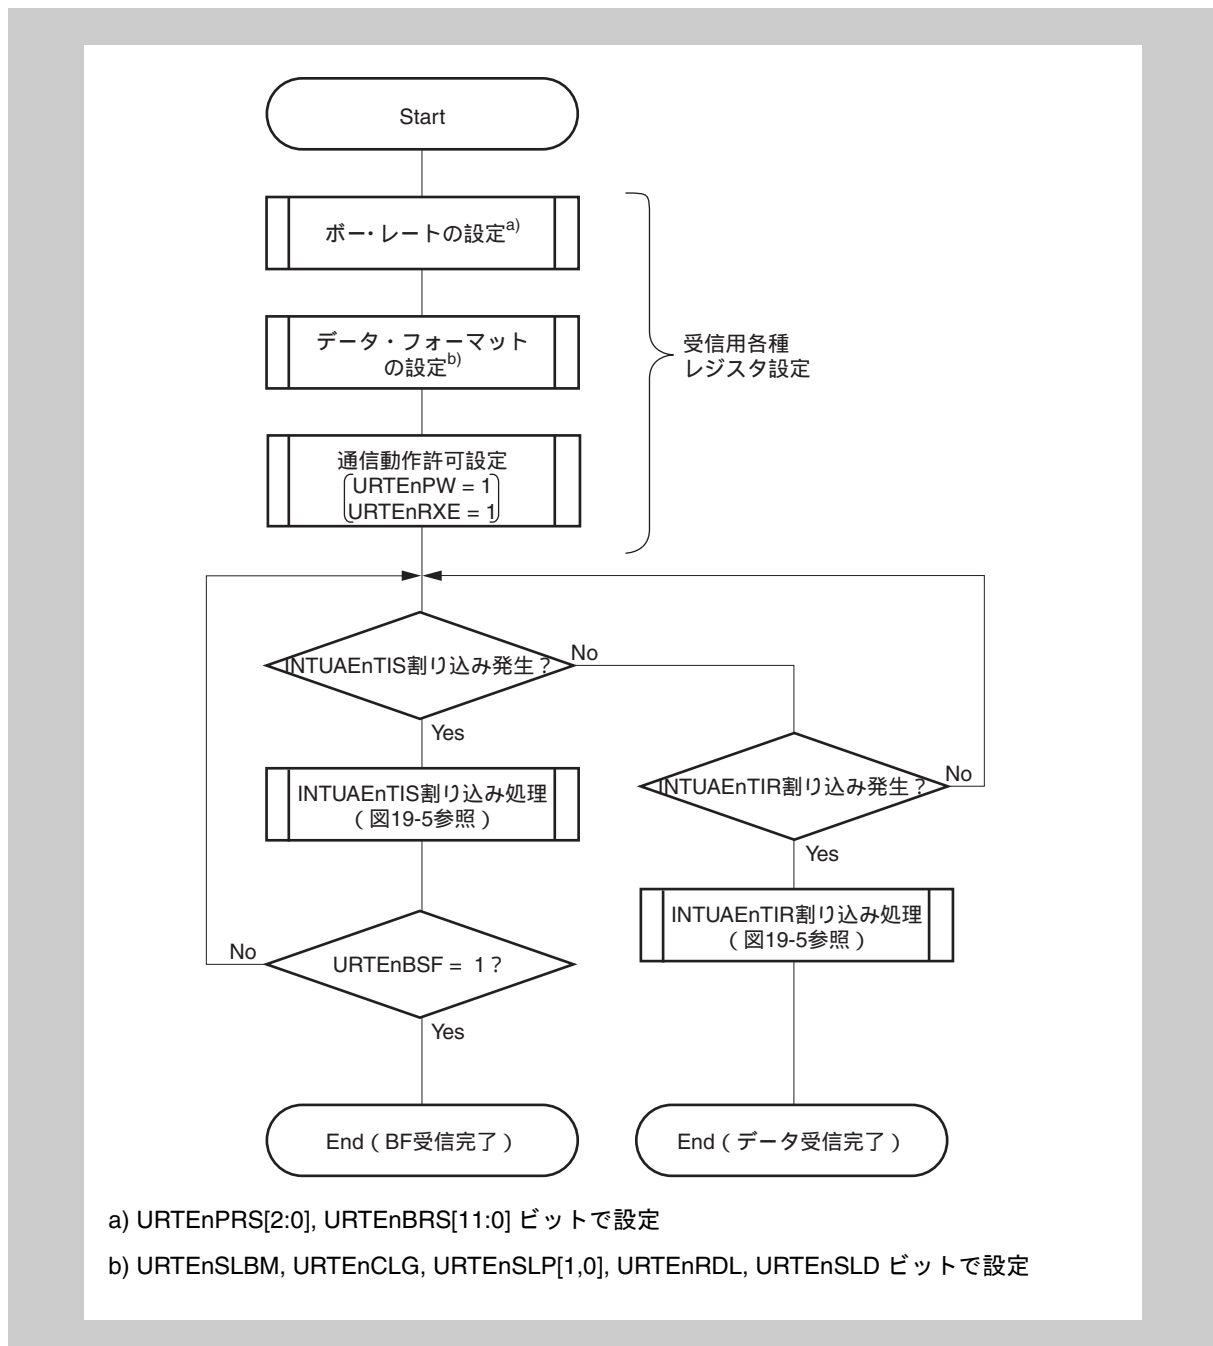 Start
ボー・レートの設定a)
データ・フォーマット
の設定b)
受信用各種
レジスタ設定
通信動作許可設定
URTEnPW = 1
URTEnRXE = 1
INTUAEnTIS割り込み発生？
No
Yes
INTUAEnTIS割り込み処理
（図19-5参照）
INTUAEnTIR割り込み発生？
No
Yes
INTUAEnTIR割り込み処理
（図19-5参照）
URTEnBSF = 1？
No
Yes
End（BF受信完了）
End（データ受信完了）
a) URTEnPRS[2:0], URTEnBRS[11:0] ビットで設定
b) URTEnSLBM, URTEnCLG, URTEnSLP[1,0], URTEnRDL, URTEnSLD ビットで設定